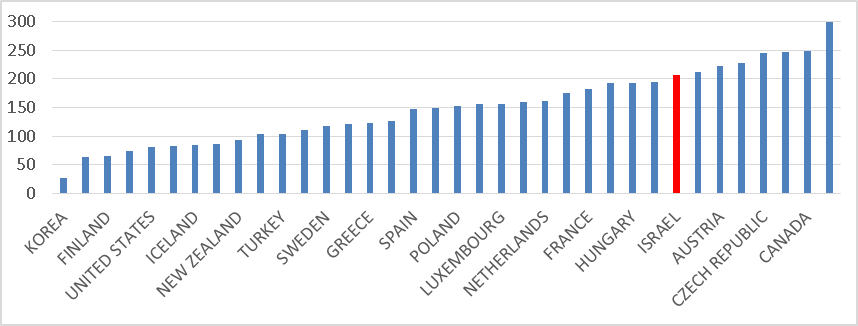 300
250
200
150
100
50
0
KOREA
FINLAND
UNITED STATES
ICELAND
NEW ZEALAND
TURKEY
SWEDEN
GREECE
SPAIN
POLAND
LUXEMBOURG
NETHERLANDS
FRANCE
HUNGARY
ISRAEL
AUSTRIA
CZECH REPUBLIC
CANADA